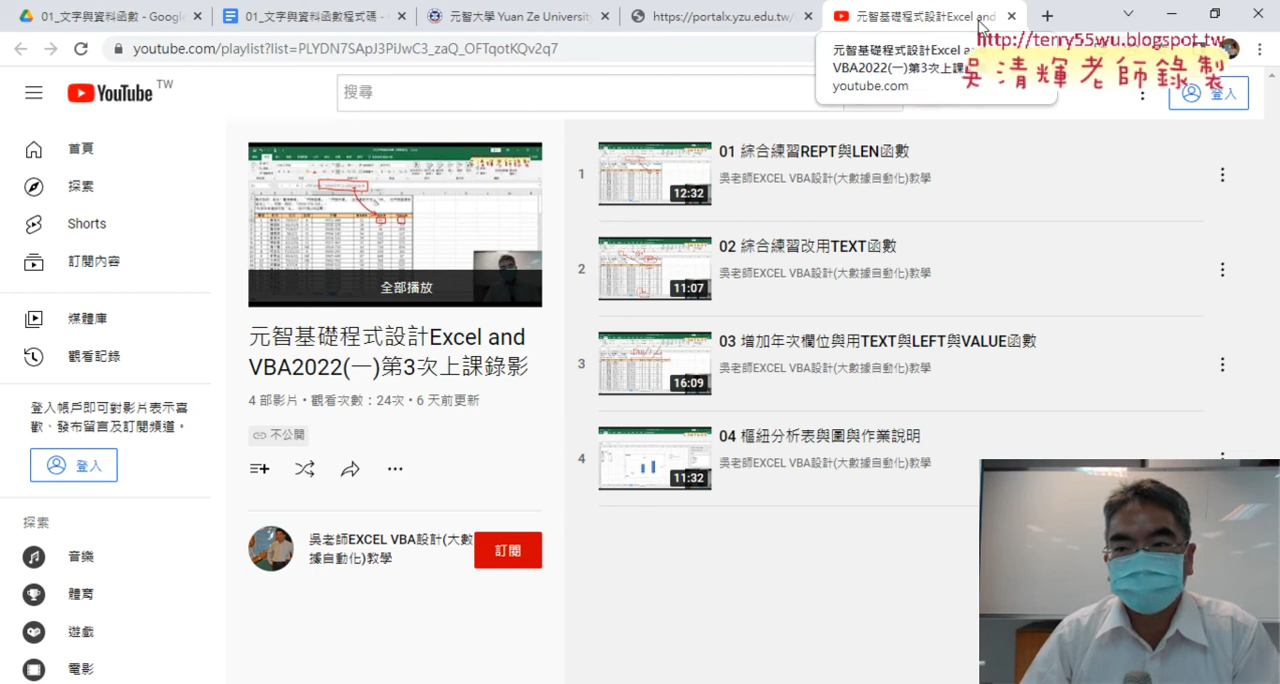 01_文字與資料函數 - Google
01_文字與資料函數程式碼 -
元智大學 Yuan Ze University
https://portalx.yzu.edu.tw/
元智基礎程式設計Excel and
youtube.com/playlist?list=PLYDN7SApJ3PiJwC3_zaQ_OFTqotKQv2q7
元智基礎程式設計Excel a
VBA2022(一)第3次上課
youtube.com
http://terry55wu.blogspot.tw
吳清輝老師錄製
YouTube TW
搜尋
登入
首頁
探索
Shorts
訂閱內容
媒體庫
觀看記錄
登入帳戶即可對影片表示喜
歡、發布留言及訂閱頻道。
登入
探索
音樂
體育
遊戲
電影
全部播放
元智基礎程式設計Excel and
VBA2022(一)第3次上課錄影
4 部影片•觀看次數：24次•6 天前更新
不公開
吳老師EXCEL VBA設計(大數
據自動化)教學
訂閱
1
12:32
01 綜合練習REPT與LEN函數
吳老師EXCEL VBA設計(大數據自動化)教學
2
11:07
02 綜合練習改用TEXT函數
吳老師EXCEL VBA設計(大數據自動化)教學
3
16:09
03 增加年次欄位與用TEXT與LEFT與VALUE函數
吳老師EXCEL VBA設計(大數據自動化)教學
4
11:32
04 樞紐分析表與圖與作業說明
吳老師EXCEL VBA設計(大數據自動化)教學